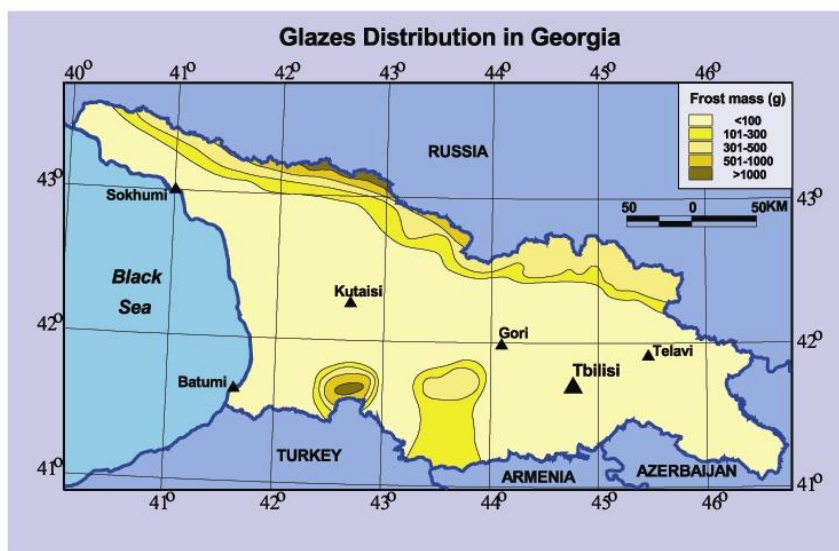 Glazes Distribution in Georgia
40° 41° 42° 43° 44° 45° 46°
Frost mass (g)
<100
101-300
301-500
501-1000
>1000
RUSSIA
43°
43°
50 0 50KM
Sokhumi
Black
Sea
Kutaisi
42°
Gori
42°
Telavi
Tbilisi
Batumi
TURKEY
ARMENIA
AZERBAIJAN
41°
41°
41° 42° 43° 44° 45° 46°